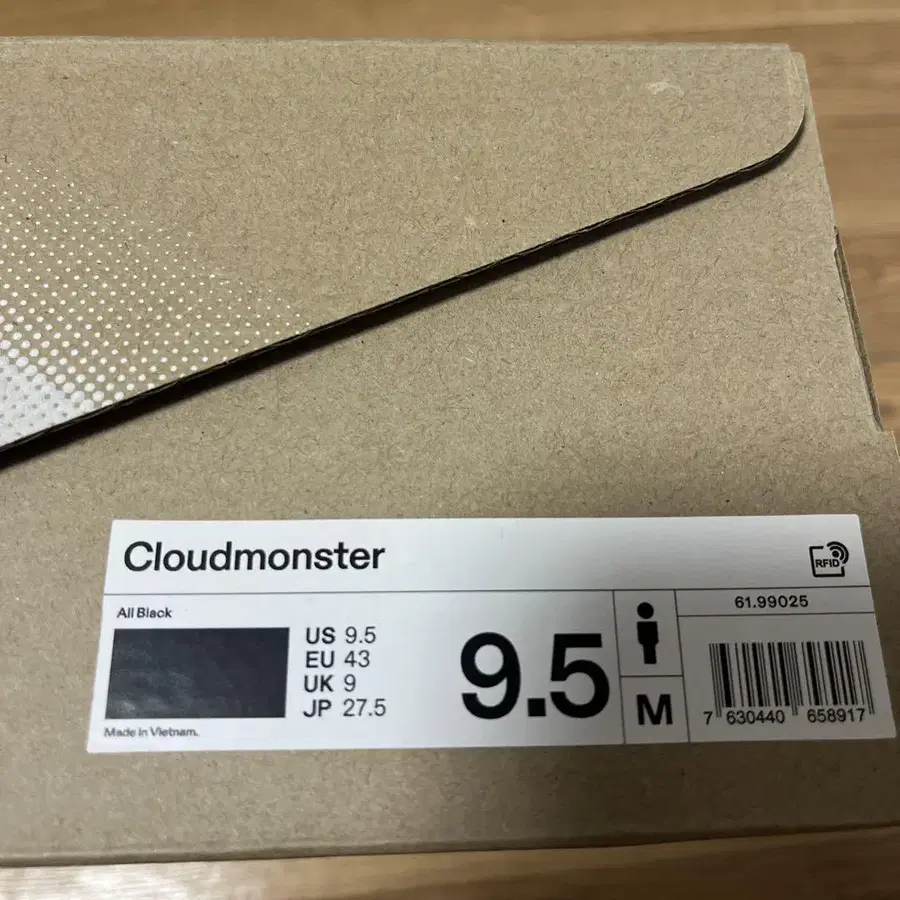 Cloudmonster
RFID
All Black
US 9.5
EU 43
UK 9
JP 27.5
Made in Vietnam.
9.5
M
61.99025
7 630440 658917